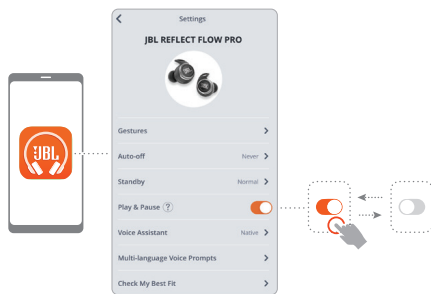 Settings
JBL REFLECT FLOW PRO
JBL
Gestures
Auto-off Never
Standby Normal
Play & Pause ?
Voice Assistant Native
Multi-language Voice Prompts
Check My Best Fit